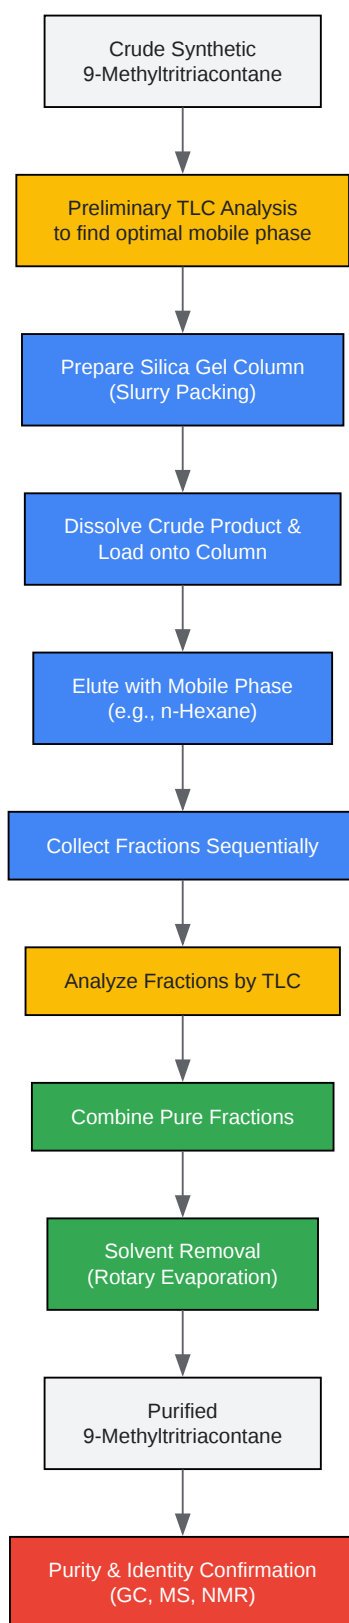 Crude Synthetic
9-Methyltritriacontane
Preliminary TLC Analysis
to find optimal mobile phase
Prepare Silica Gel Column
(Slurry Packing)
Dissolve Crude Product &
Load onto Column
Elute with Mobile Phase
(e.g., n-Hexane)
Collect Fractions Sequentially
Analyze Fractions by TLC
Combine Pure Fractions
Solvent Removal
(Rotary Evaporation)
Purified
9-Methyltritriacontane
Purity & Identity Confirmation
(GC, MS, NMR)